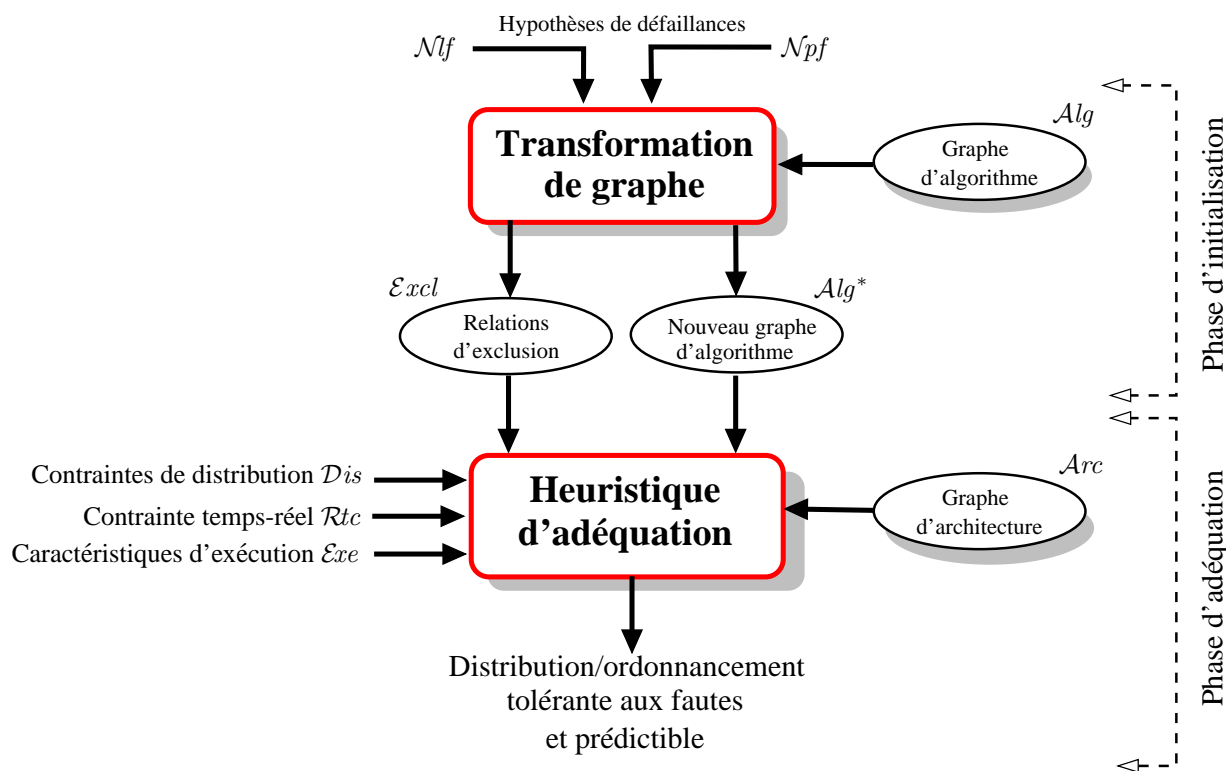 Hypothèses de défaillances
Nlf
Npf
Transformation
de graphe
Alg
Graphe
d'algorithme
Phase d'initialisation
Excl
Relations
d'exclusion
Alg*
Nouveau graphe
d'algorithme
Contraintes de distribution Dis
Contrainte temps-réel Rtc
Caractéristiques d'exécution Exe
Heuristique
d'adéquation
Arc
Graphe
d'architecture
Phase d'adéquation
Distribution/ordonnancement
tolérante aux fautes
et prédictible